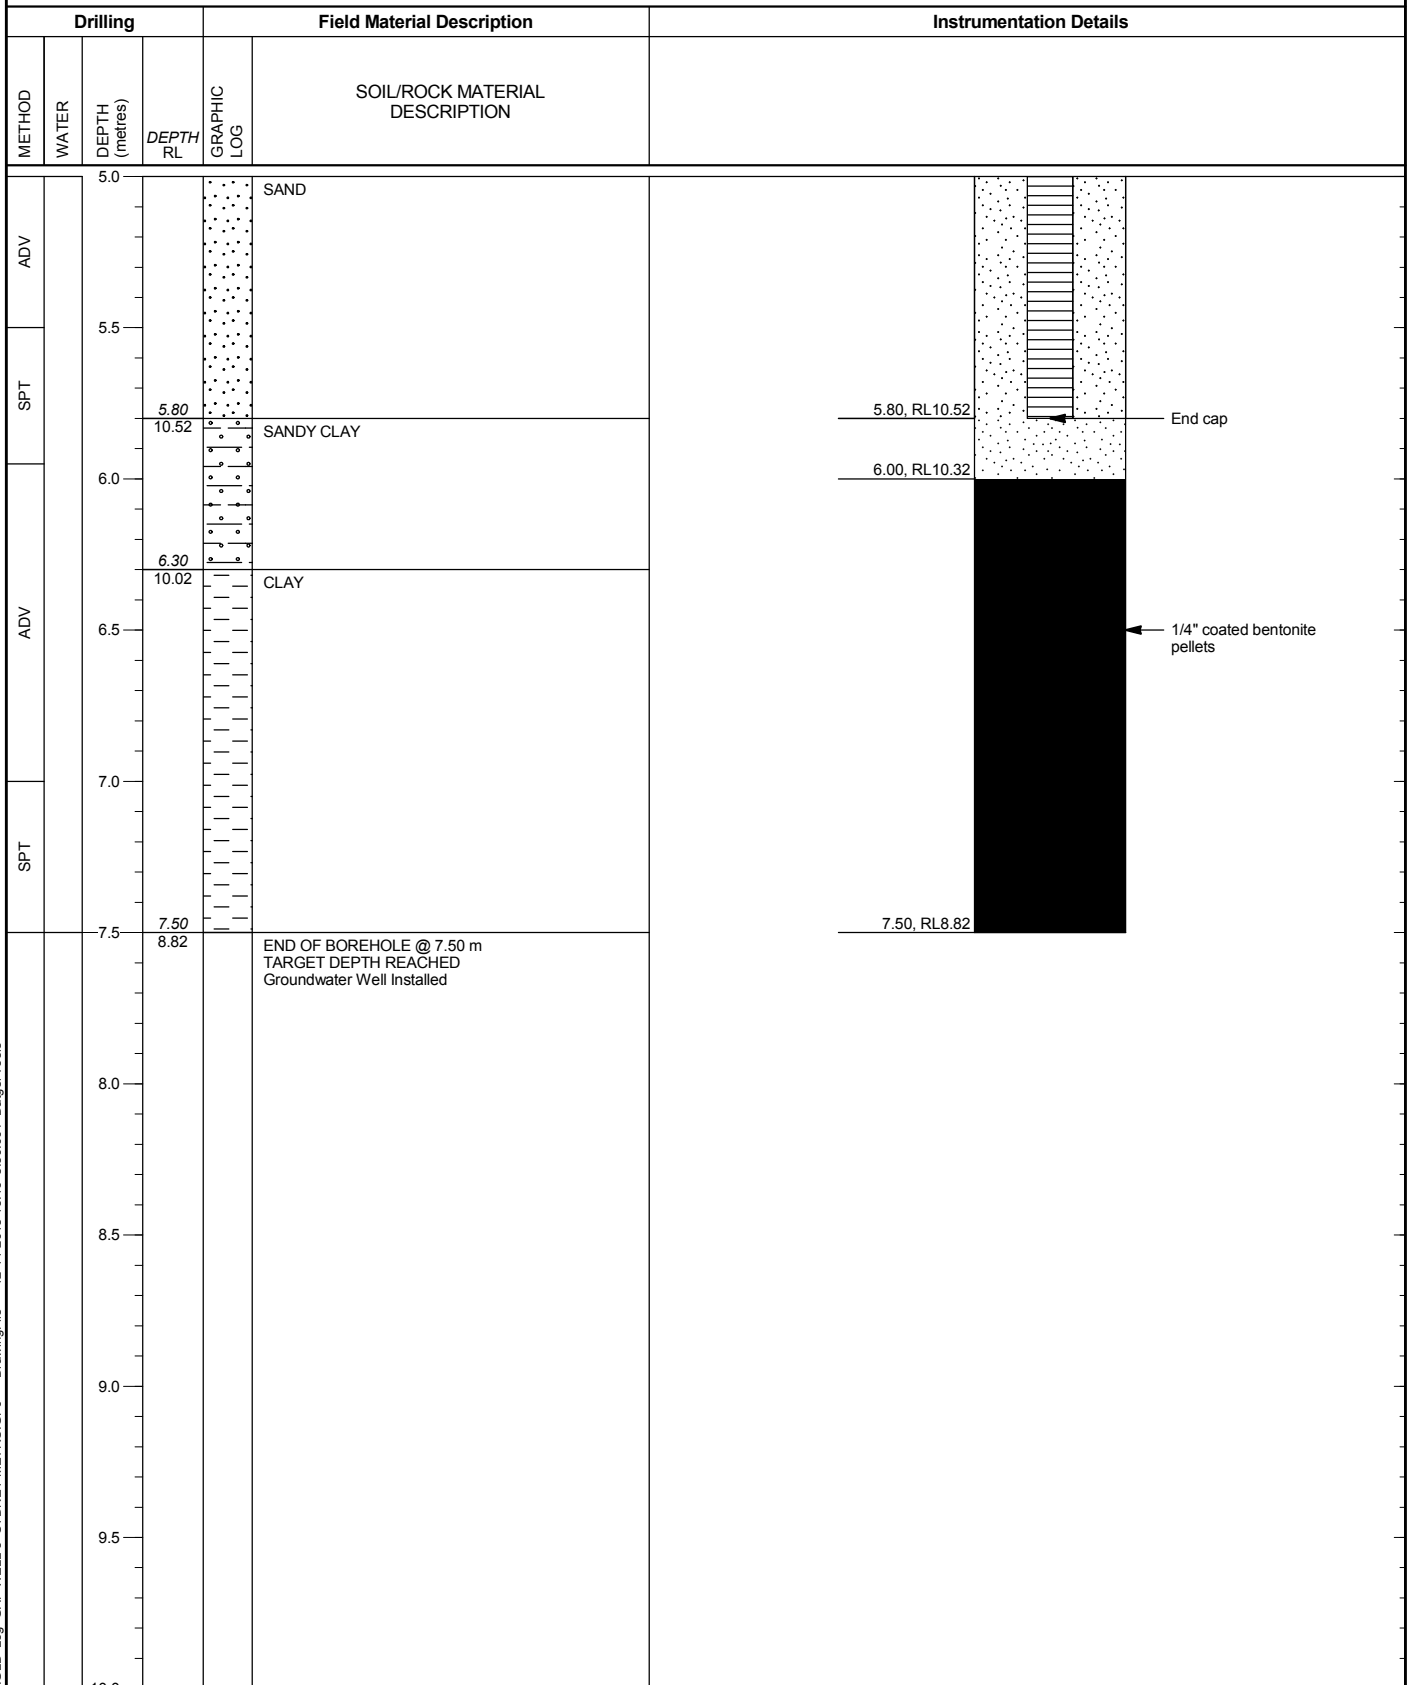 Drilling
Field Material Description
Instrumentation Details
METHOD
WATER
DEPTH
(metres)
DEPTH
RL
GRAPHIC
LOG
SOIL/ROCK MATERIAL
DESCRIPTION
5.0
SAND
ADV
5.5
SPT
5.80
5.80, RL10.52
End cap
10.52
SANDY CLAY
6.0
6.00, RL10.32
6.30
10.02
CLAY
ADV
6.5
1/4" coated bentonite
pellets
7.0
SPT
7.50
7.50, RL8.82
7.5
8.82
END OF BOREHOLE @ 7.50 m
TARGET DEPTH REACHED
Groundwater Well Installed
8.0
8.5
9.0
9.5